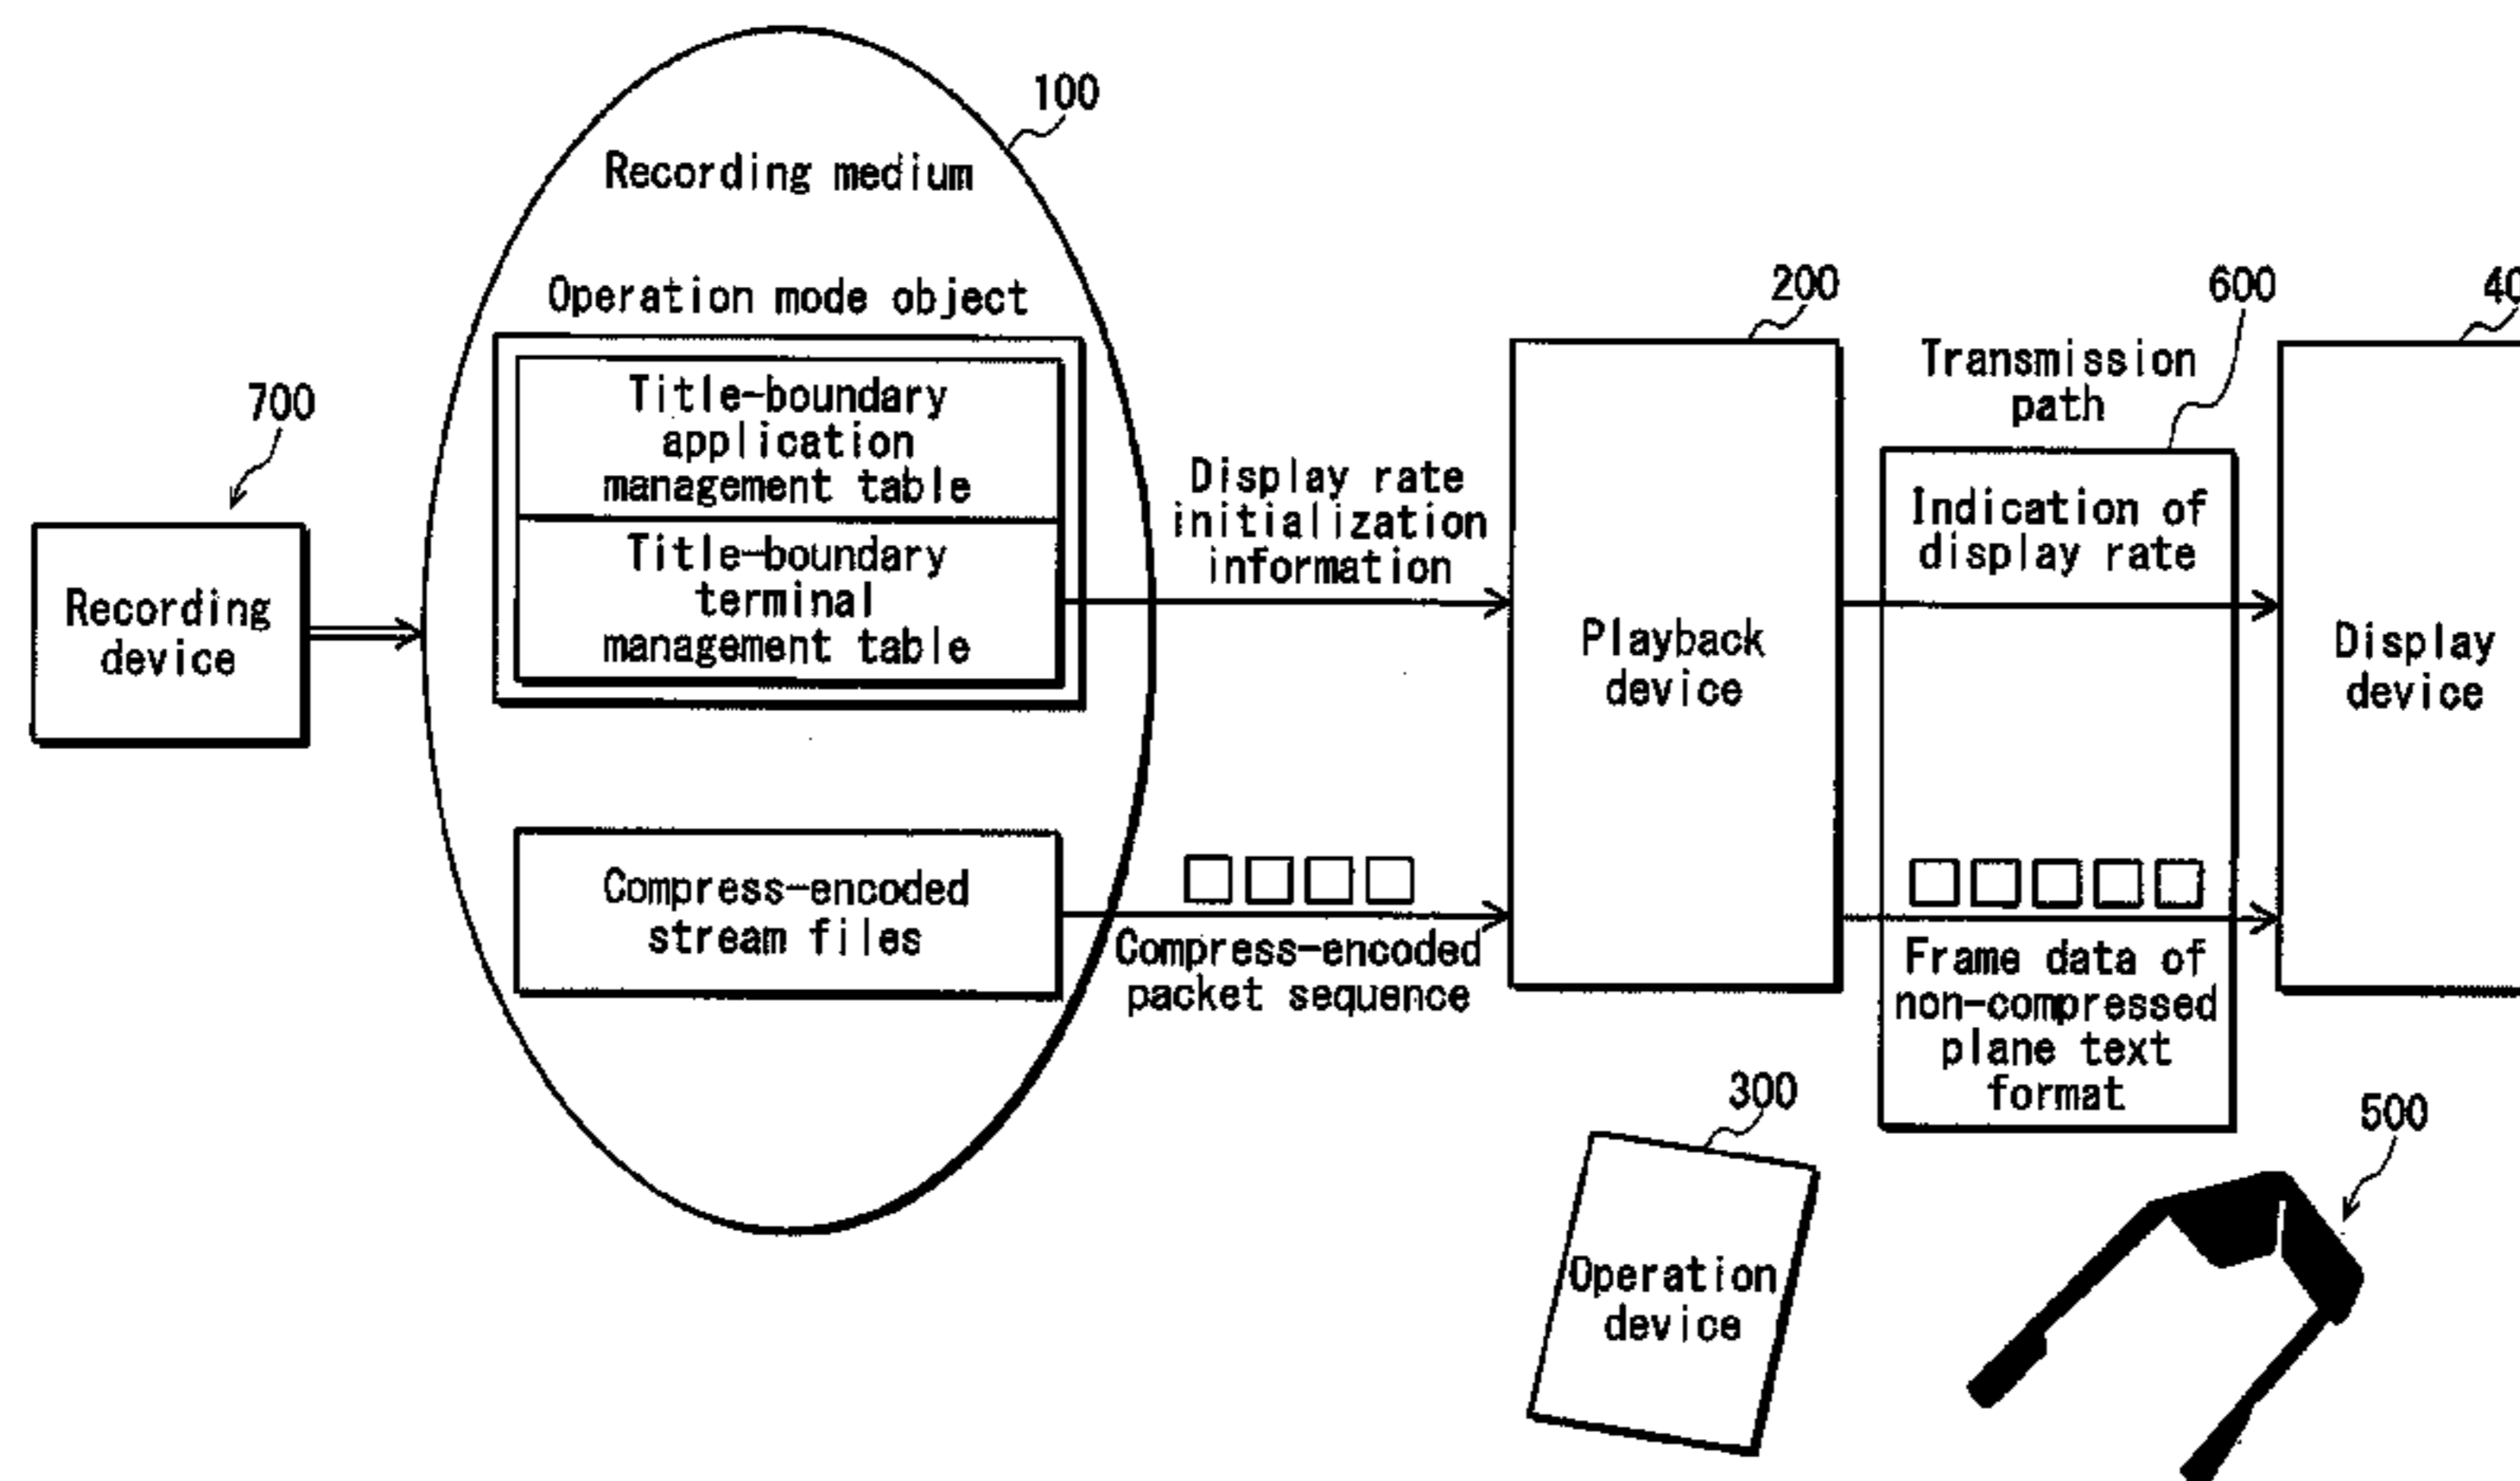 100
Recording medium
Operation mode object
Title-boundary
application
management table
Title-boundary
terminal
management table
700
Recording
device
Compress-encoded
stream files
Display rate
initialization
information
Compress-encoded
packet sequence
200
Playback
device
600
Transmission
path
Indication of
display rate
Frame data of
non-compressed
plane text
format
Display
device
300
Operation
device
500